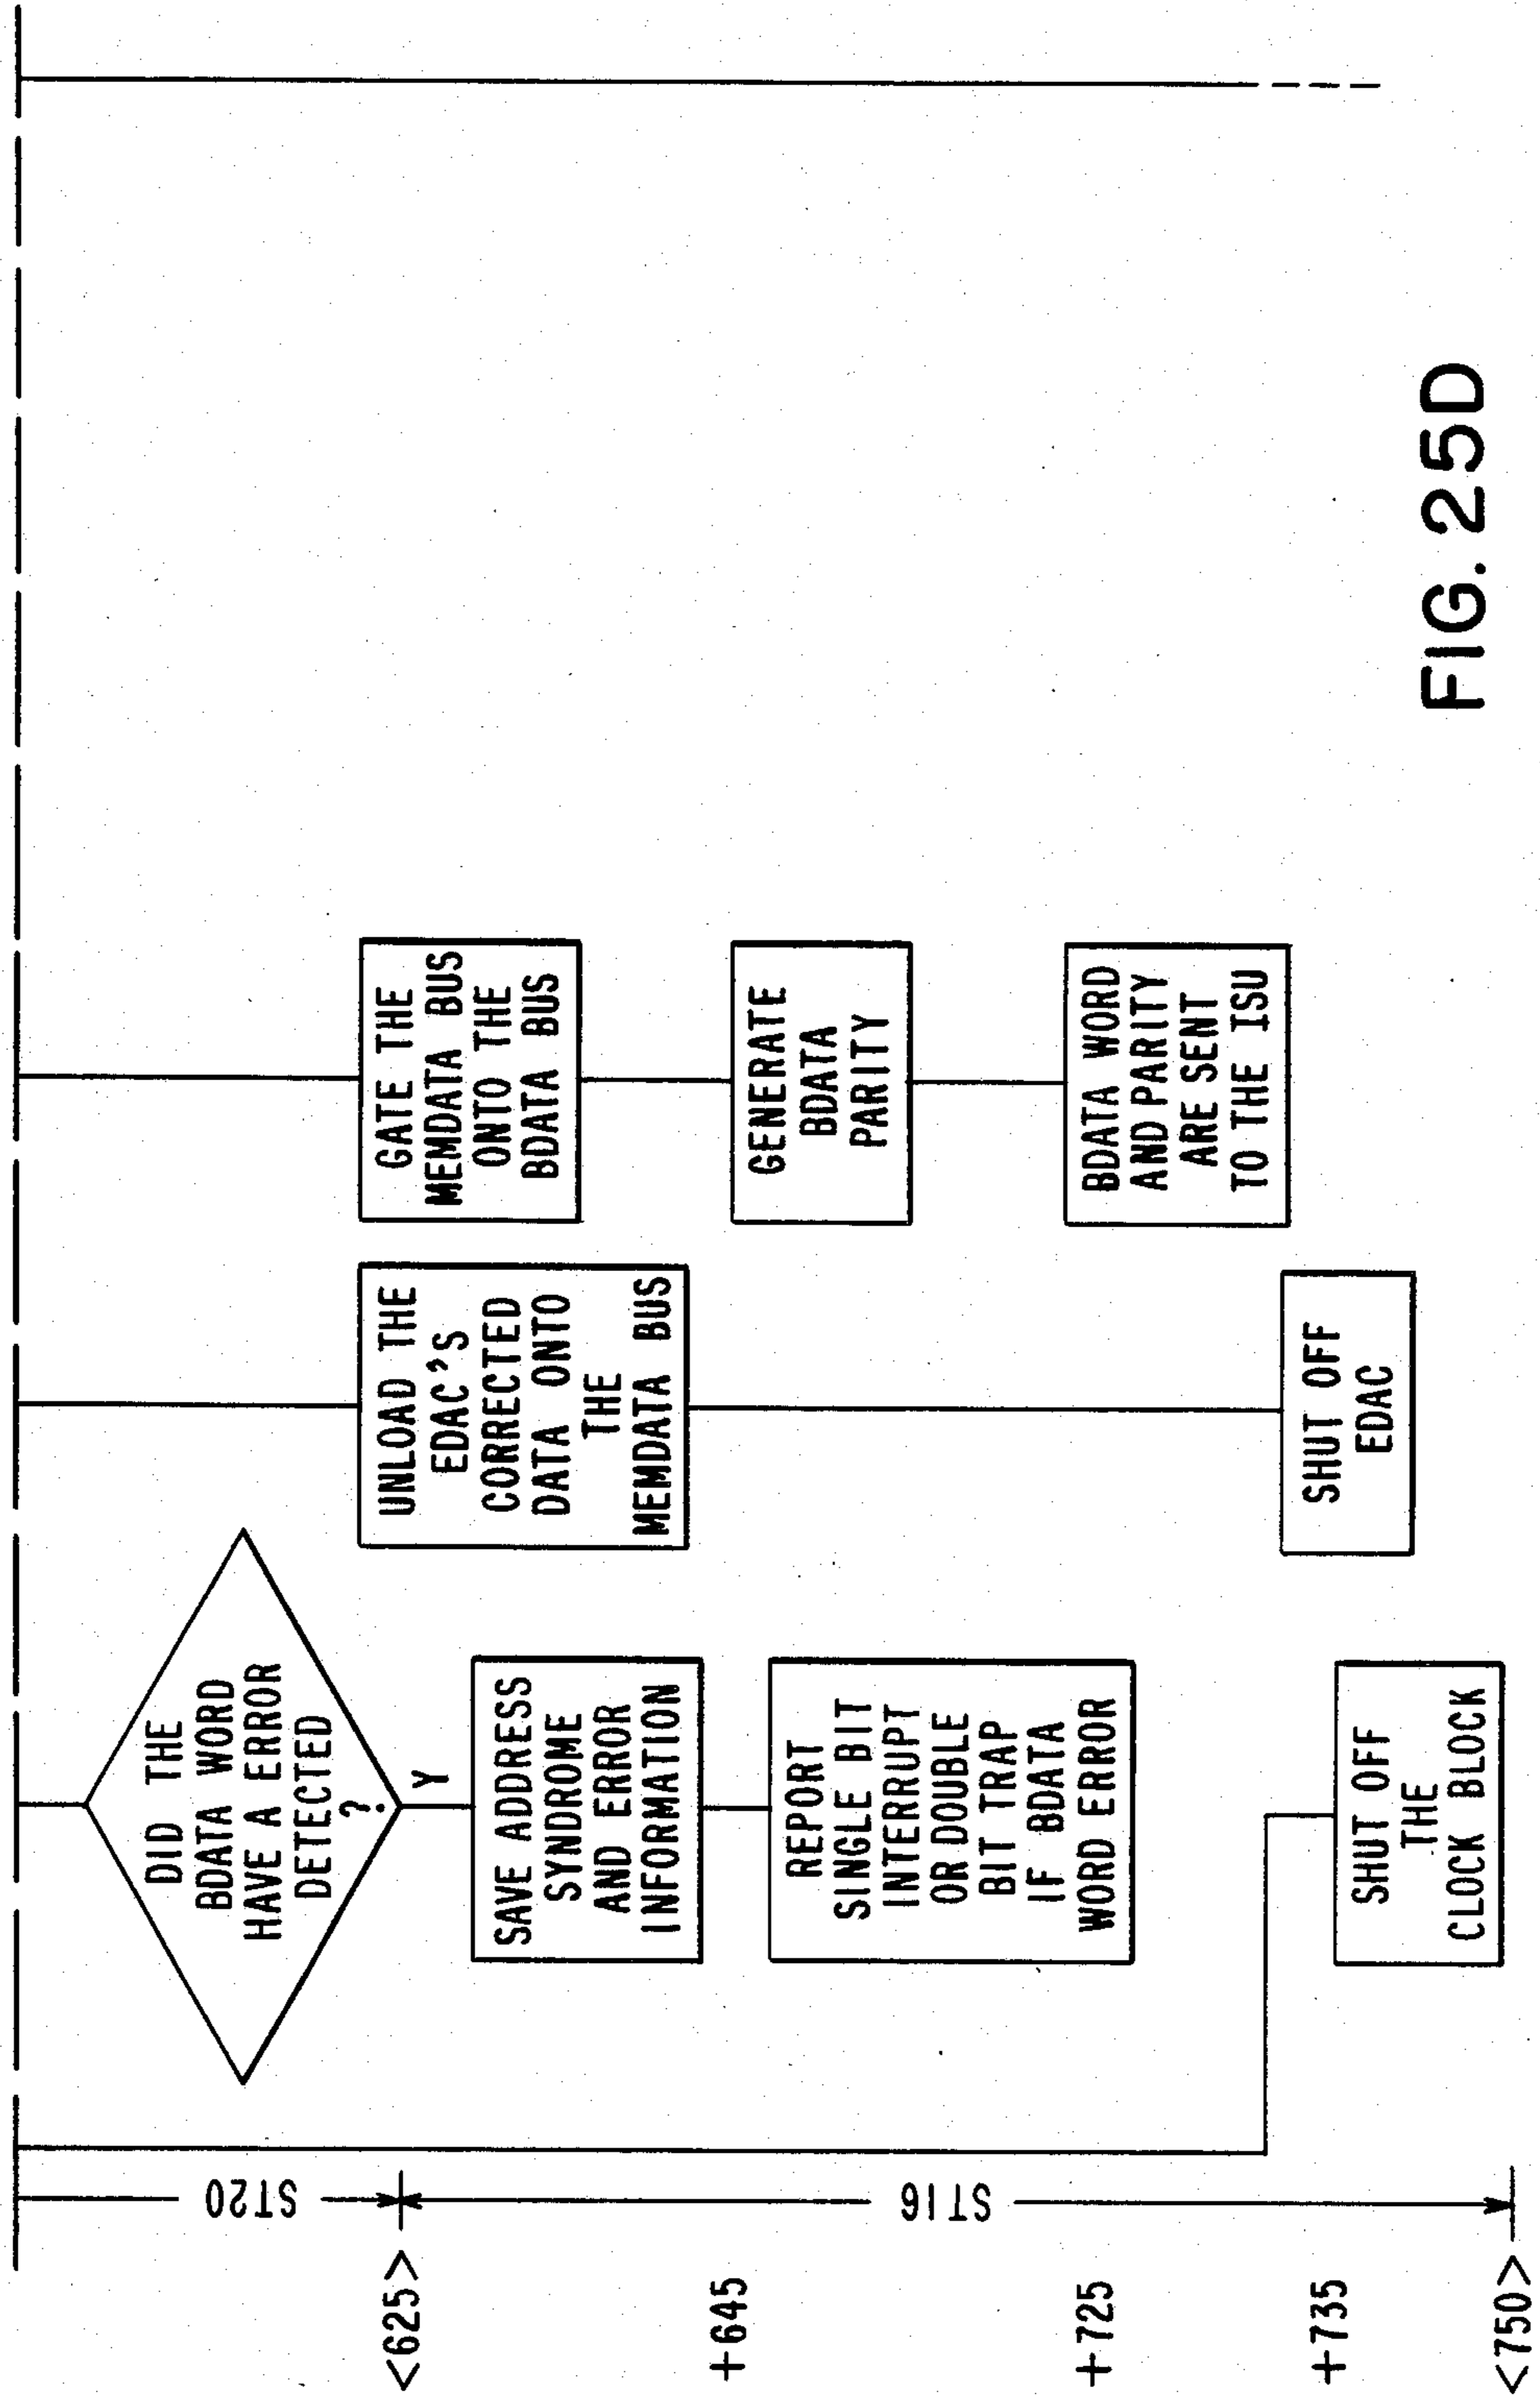 ST20
<625>
ST16
+645
+725
+735
<750>
DID THE
BDATA WORD
HAVE A ERROR
DETECTED
?
Y
SAVE ADDRESS
SYNDROME
AND ERROR
INFORMATION
REPORT
SINGLE BIT
INTERRUPT
OR DOUBLE
BIT TRAP
IF BDATA
WORD ERROR
SHUT OFF
THE
CLOCK BLOCK
UNLOAD THE
EDAC'S
CORRECTED
DATA ONTO
THE
MEMDATA BUS
SHUT OFF
EDAC
GATE THE
MEMDATA BUS
ONTO THE
BDATA BUS
GENERATE
BDATA
PARITY
BDATA WORD
AND PARITY
ARE SENT
TO THE ISU
FIG. 25D